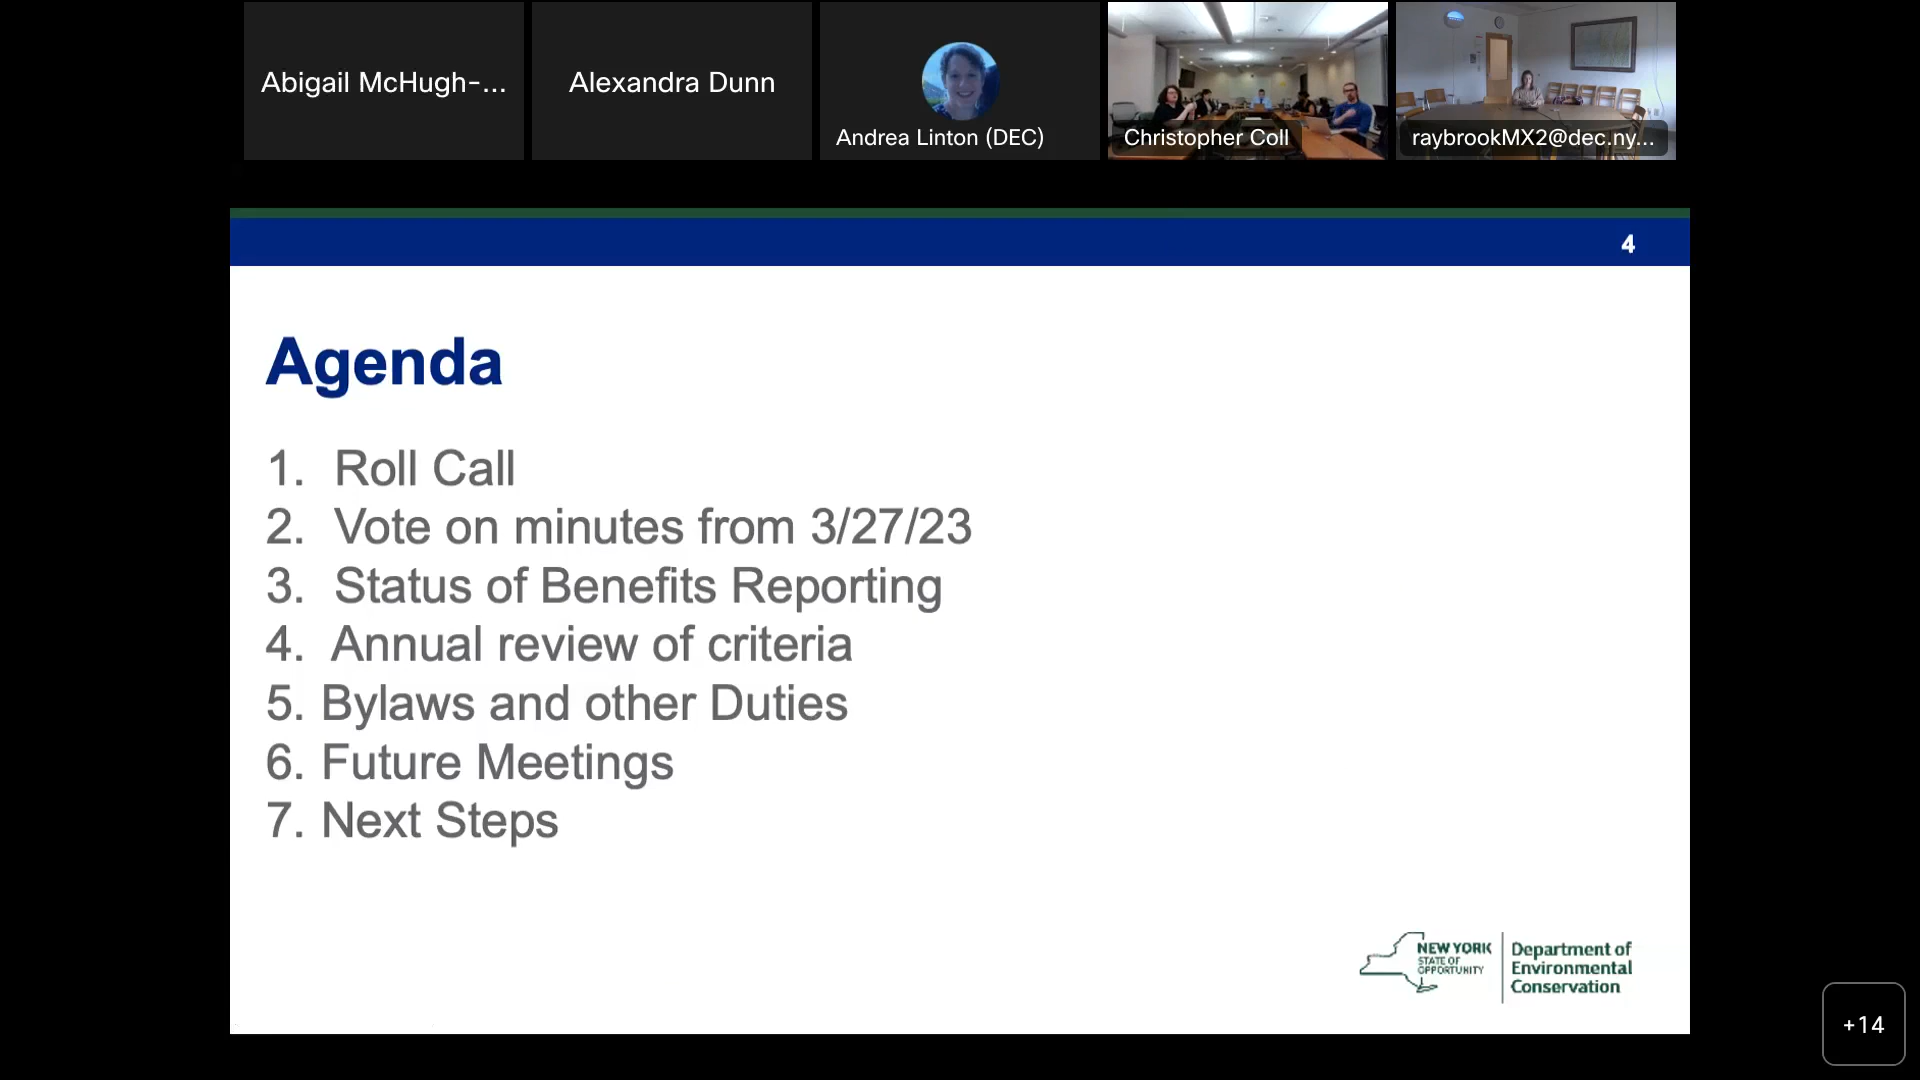 Abigail McHugh-...
Alexandra Dunn
Andrea Linton (DEC)
Christopher Coll
raybrookMX2@dec.ny...
4
Agenda
1. Roll Call
2. Vote on minutes from 3/27/23
3. Status of Benefits Reporting
4. Annual review of criteria
5. Bylaws and other Duties
6. Future Meetings
7. Next Steps
NEW YORK
STATE OF
OPPORTUNITY
Department of
Environmental
Conservation
+14